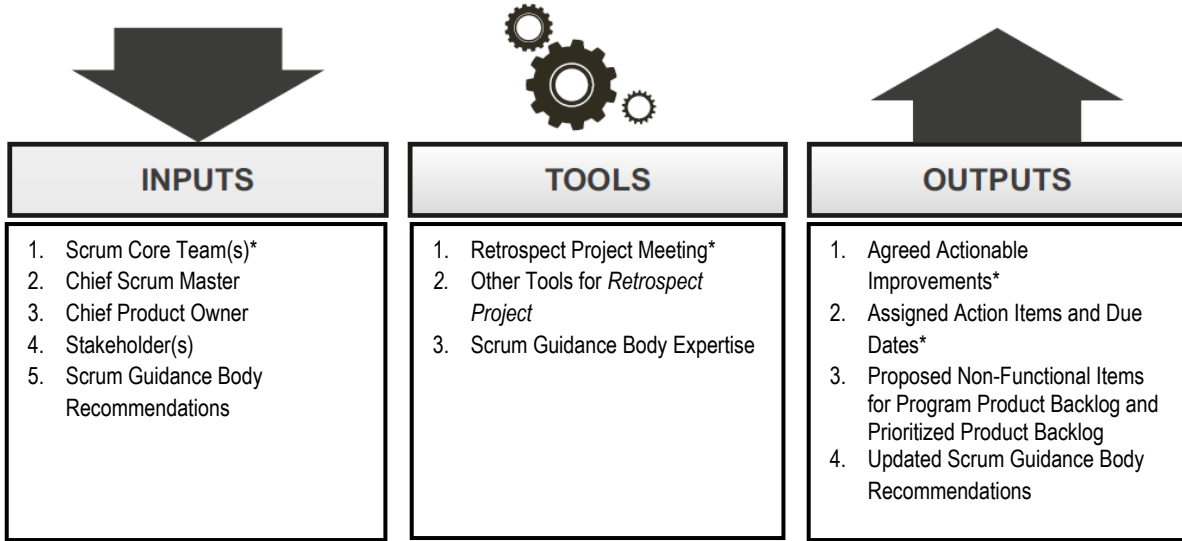 INPUTS
1. Scrum Core Team(s)*
2. Chief Scrum Master
3. Chief Product Owner
4. Stakeholder(s)
5. Scrum Guidance Body
Recommendations
TOOLS
1. Retrospect Project Meeting*
2. Other Tools for Retrospect
Project
3. Scrum Guidance Body Expertise
OUTPUTS
1. Agreed Actionable
Improvements*
2. Assigned Action Items and Due
Dates*
3. Proposed Non-Functional Items
for Program Product Backlog and
Prioritized Product Backlog
4. Updated Scrum Guidance Body
Recommendations